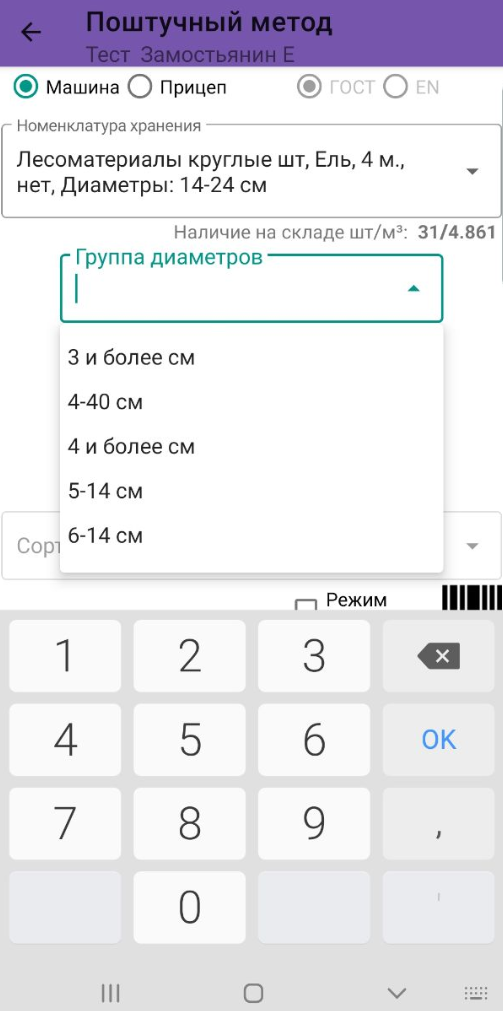 Поштучный метод
Тест Замостьянин Е
Машина Прицеп ГОСТ EN
Номенклатура хранения
Лесоматериалы круглые шт, Ель, 4 м.,
нет, Диаметры: 14-24 см
Наличие на складе шт/м³: 31/4.861
Группа диаметров
3 и более см
4-40 см
4 и более см
5-14 см
6-14 см
Режим
1 2 3
4 5 6 OK
7 8 9 ,
0 '